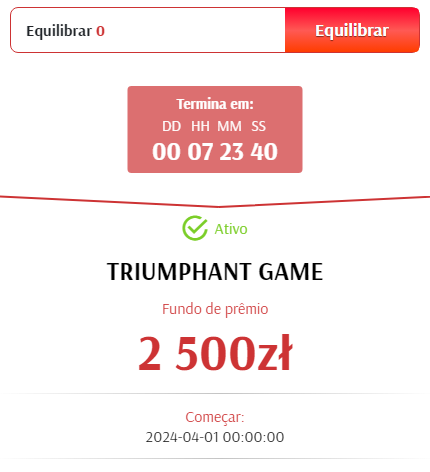 Equilibrar 0
Equilibrar
Termina em:
DD HH MM SS
00 07 23 40
Ativo
TRIUMPHANT GAME
Fundo de prêmio
2 500zł
Começar:
2024-04-01 00:00:00